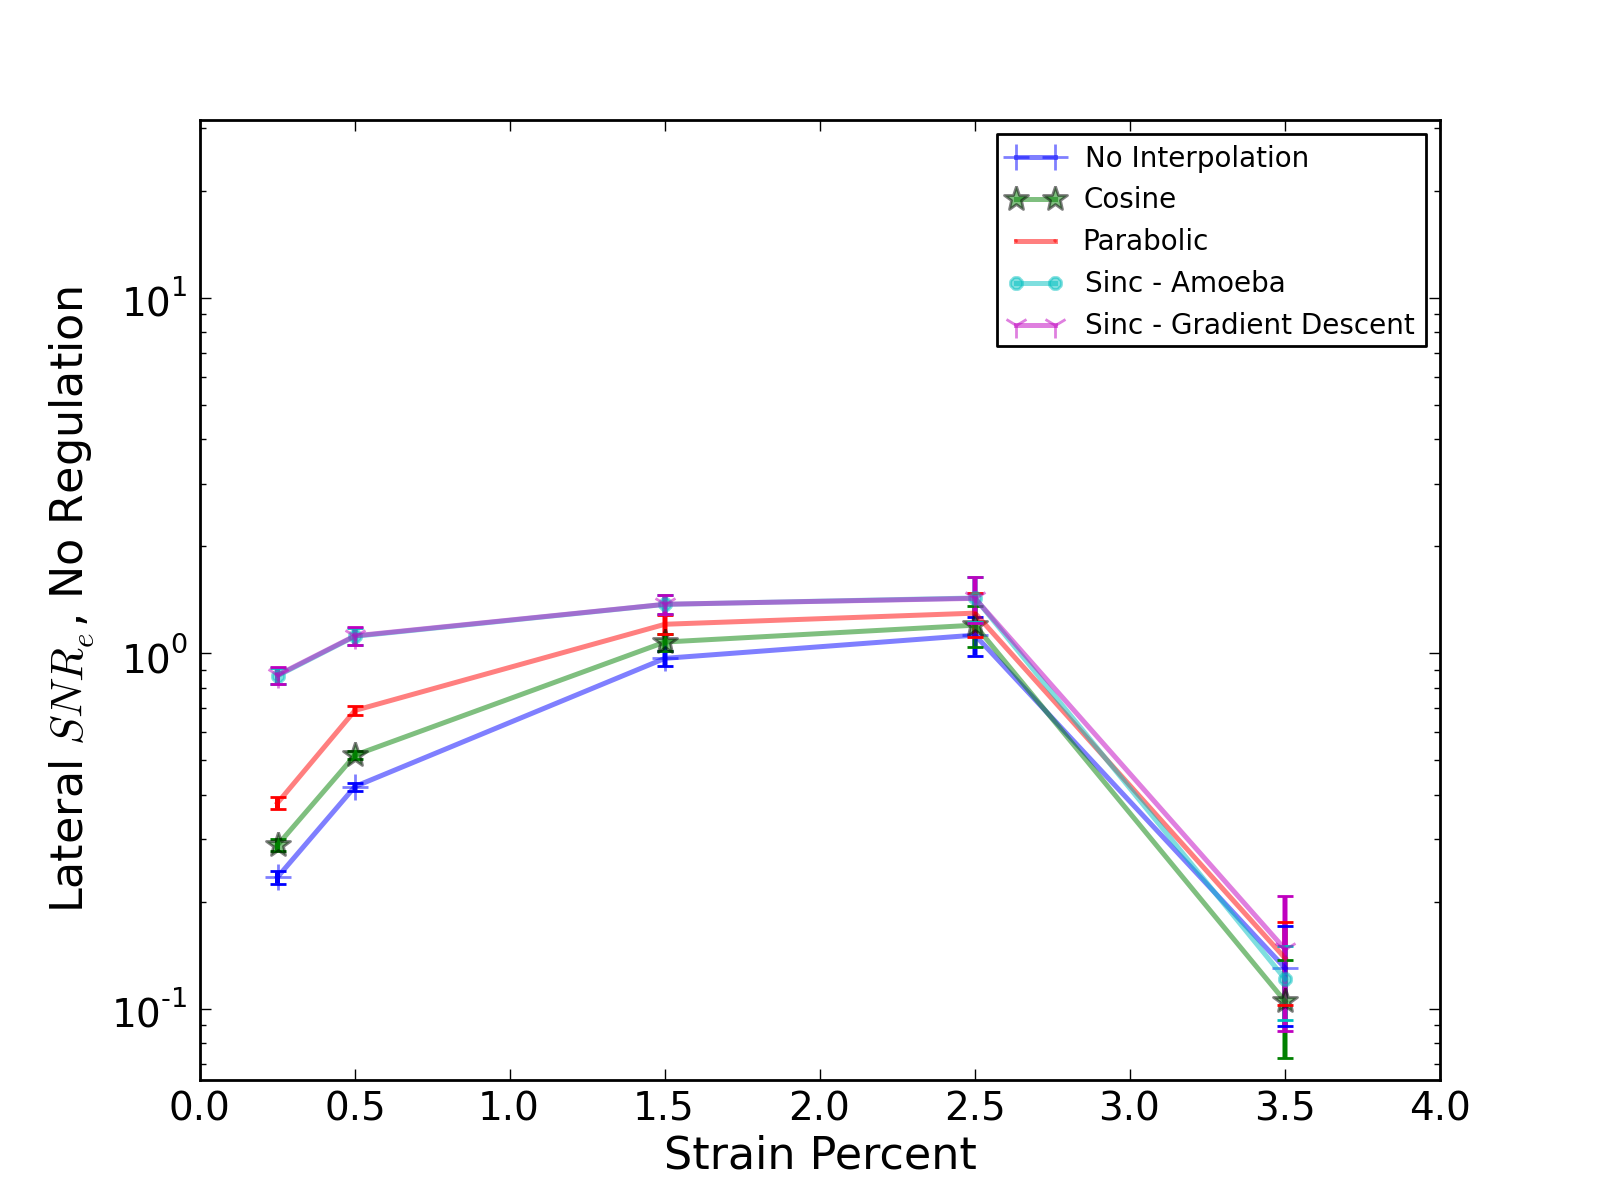 Lateral SNR_e, No Regulation
10^1
10^0
10^-1
No Interpolation
Cosine
Parabolic
Sinc - Amoeba
Sinc - Gradient Descent
0.0 0.5 1.0 1.5 2.0 2.5 3.0 3.5 4.0
Strain Percent